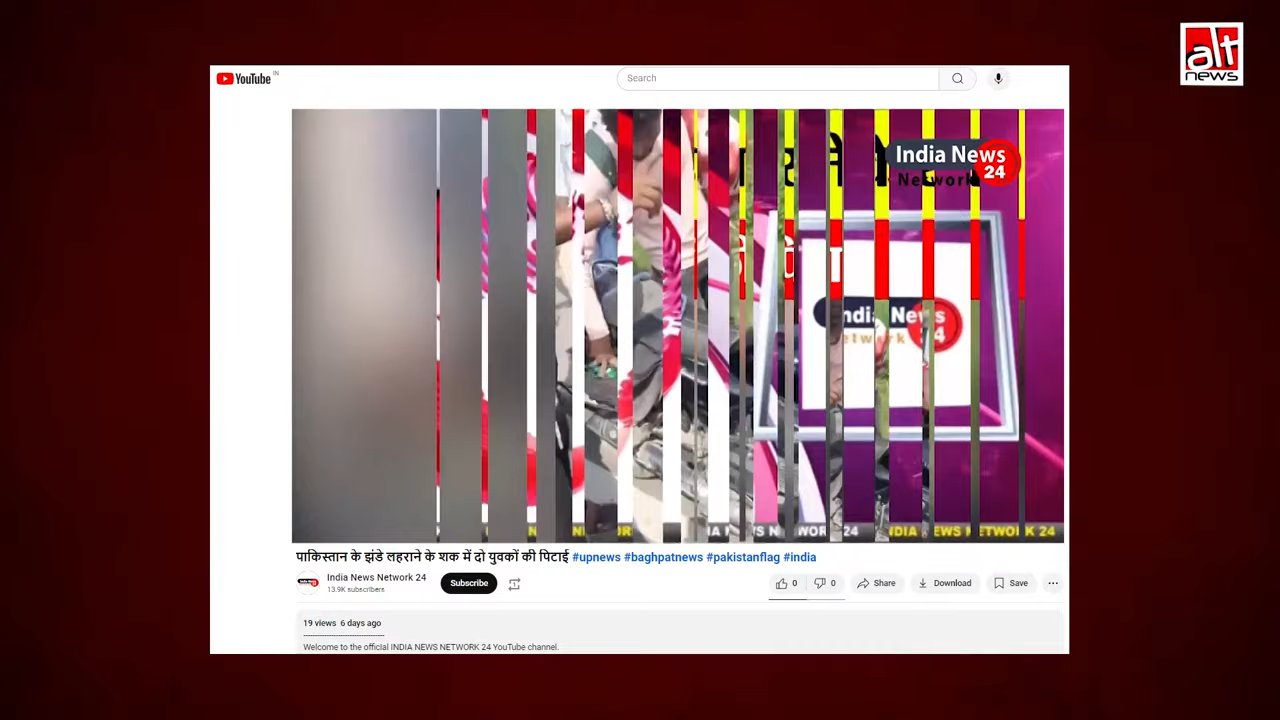 alt
news
YouTube IN
Search
India News
24
Network
India News
24
NEWS NETWORK 24
पाकिस्तान के झंडे लहराने के शक में दो युवकों की पिटाई #upnews #baghpatnews #pakistanflag #india
India News Network 24
13.9K subscribers
Subscribe
0
0
Share
Download
Save
19 views 6 days ago
------------------------------------
Welcome to the official INDIA NEWS NETWORK 24 YouTube channel.